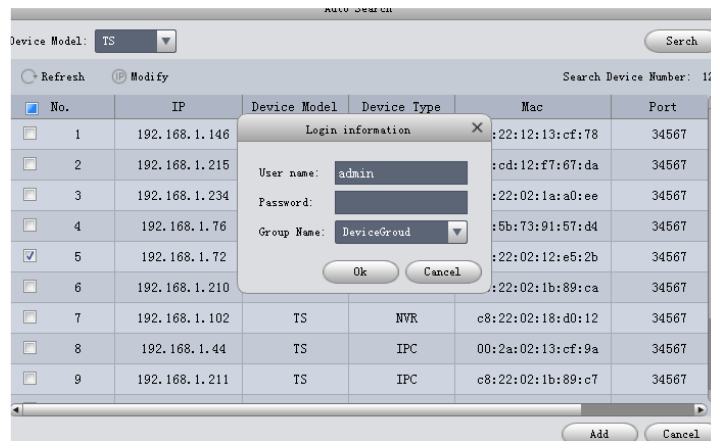 Auto Search
Device Model: TS Serch
Refresh IP Modify Search Device Number: 12
No. IP Device Model Device Type Mac Port
1 192.168.1.146 :22:12:13:cf:78 34567
2 192.168.1.215 :cd:12:f7:67:da 34567
3 192.168.1.234 :22:02:1a:a0:ee 34567
4 192.168.1.76 :5b:73:91:57:d4 34567
5 192.168.1.72 :22:02:12:e5:2b 34567
6 192.168.1.210 :22:02:1b:89:ca 34567
7 192.168.1.102 TS NVR c8:22:02:18:d0:12 34567
8 192.168.1.44 TS IPC 00:2a:02:13:cf:9a 34567
9 192.168.1.211 TS IPC c8:22:02:1b:89:c7 34567
Login information
User name: admin
Password:
Group Name: DeviceGroud
Ok Cancel
Add Cancel